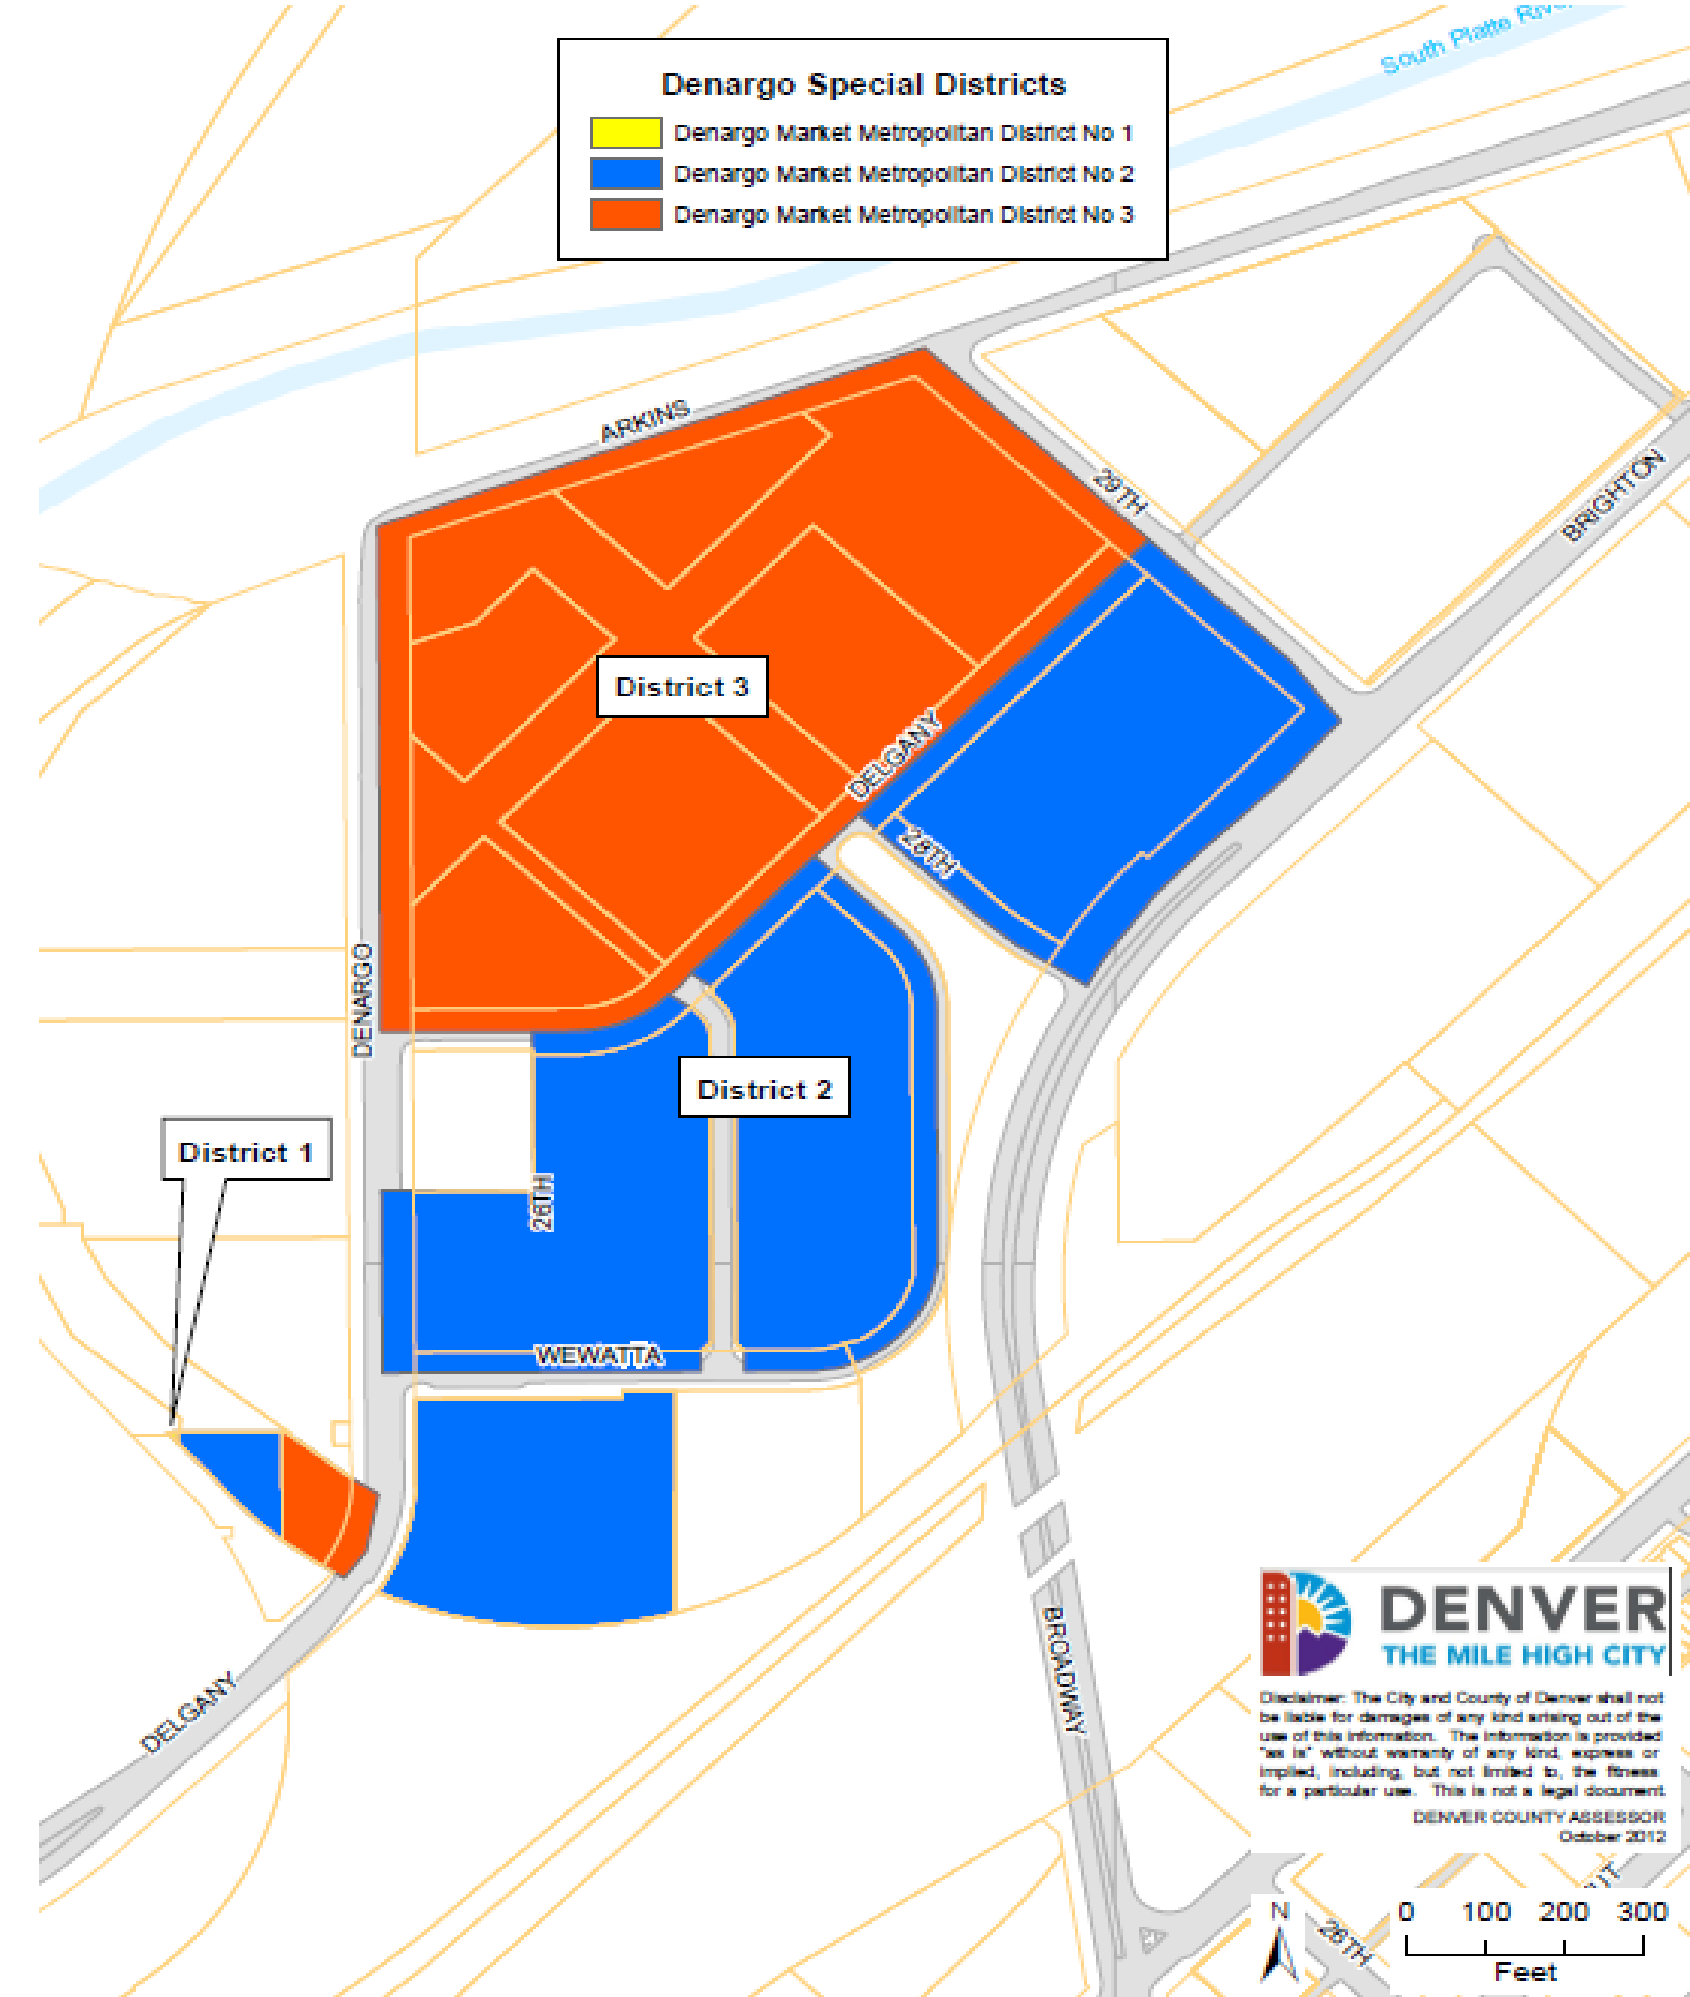 South Platte River
Denargo Special Districts
Denargo Market Metropolitan District No 1
Denargo Market Metropolitan District No 2
Denargo Market Metropolitan District No 3
ARKINS
29TH
BRIGHTON
District 3
DELGANY
28TH
DENARGO
District 2
District 1
26TH
WEWATTA
BROADWAY
DELGANY
DENVER
THE MILE HIGH CITY
Disclaimer: The City and County of Denver shall not
be liable for damages of any kind arising out of the
use of this information. The information is provided
"as is" without warranty of any kind, express or
implied, including, but not limited to, the fitness
for a particular use. This is not a legal document.
DENVER COUNTY ASSESSOR
October 2012
N
26TH
0 100 200 300
Feet